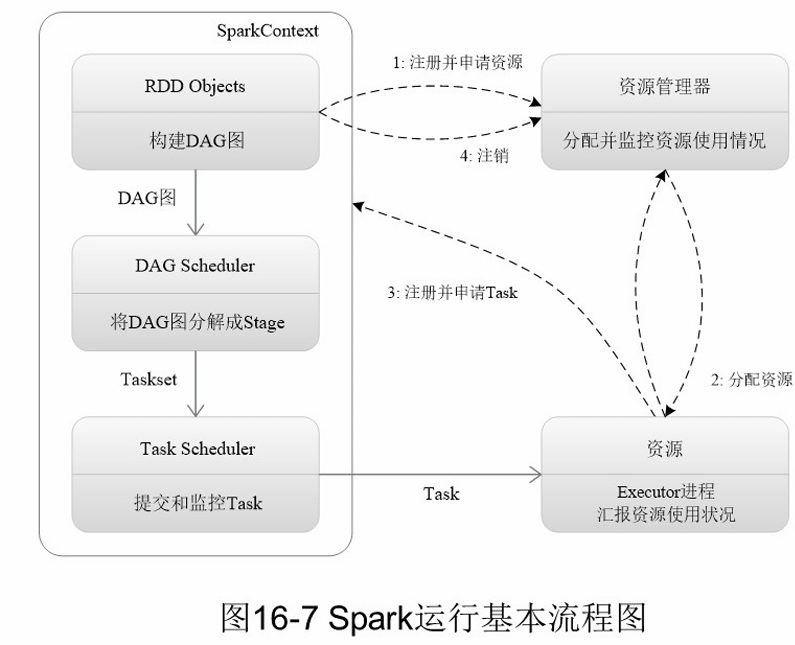 SparkContext
RDD Objects
构建DAG图
DAG图
DAG Scheduler
将DAG图分解成Stage
Taskset
Task Scheduler
提交和监控Task
1: 注册并申请资源
4: 注销
3: 注册并申请Task
Task
资源管理器
分配并监控资源使用情况
2: 分配资源
资源
Executor进程
汇报资源使用状况
图16-7 Spark运行基本流程图